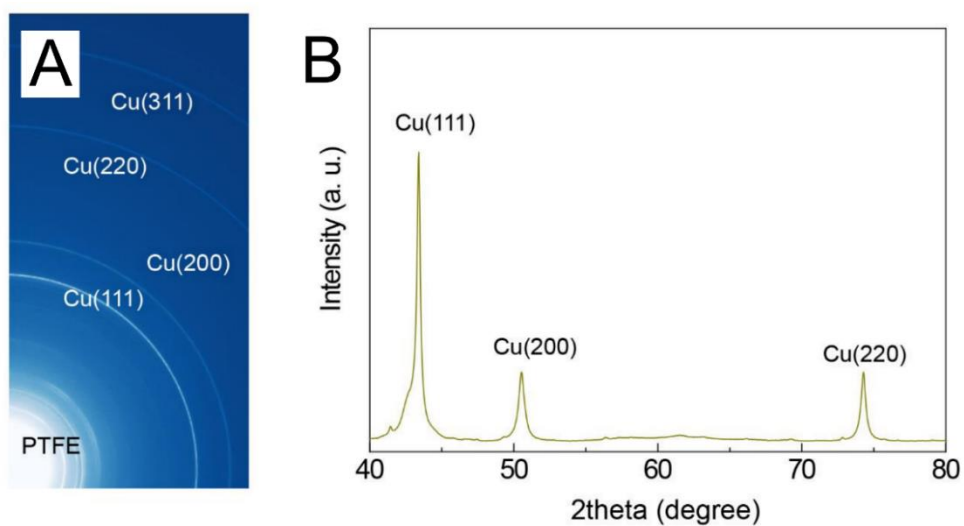 A
Cu(311)
Cu(220)
Cu(200)
Cu(111)
PTFE
B
Cu(111)
Cu(200)
Cu(220)
Intensity (a. u.)
40 50 60 70 80
2theta (degree)